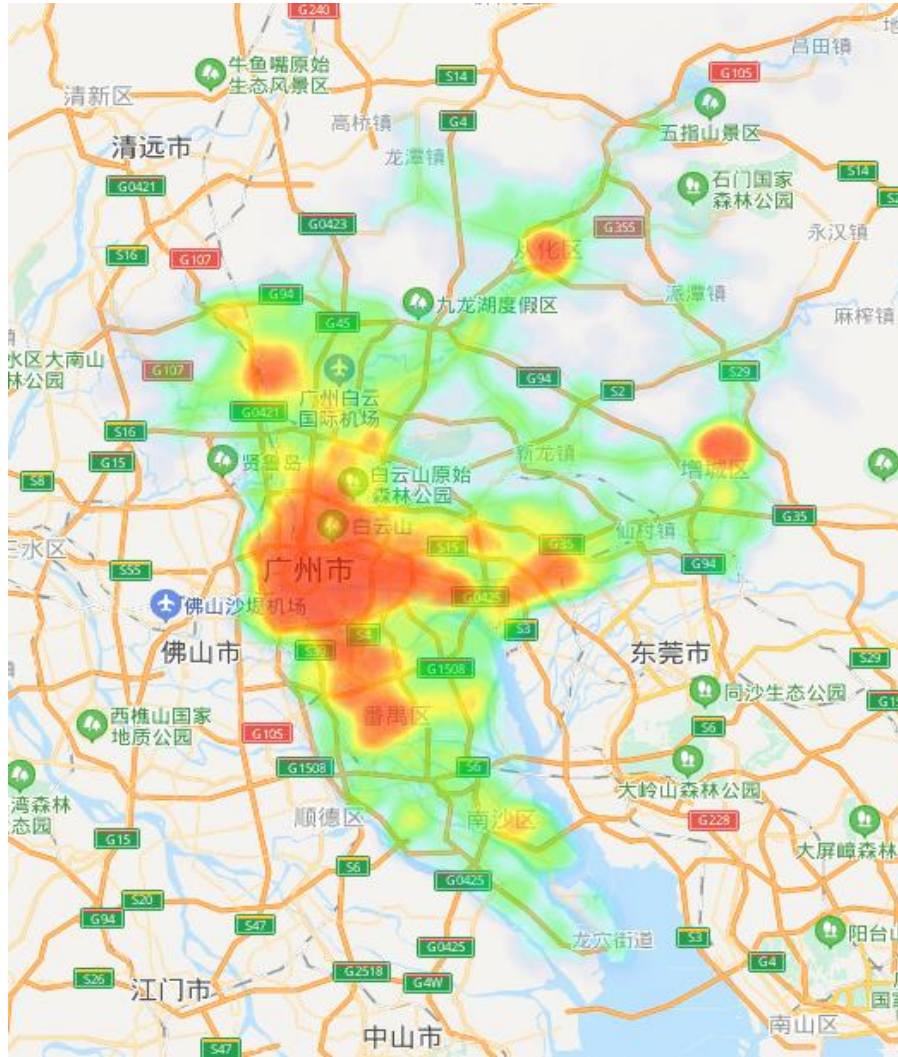 G240
昌田镇
牛鱼嘴原始
生态风景区
S14
G105
清新区
高桥镇
G4
五指山景区
清远市
龙潭镇
石门国家
森林公园
S14
G0421
G0423
G355
永汉镇
S16
G107
从化区
派潭镇
G94
九龙湖度假区
麻榨镇
G45
水区大南山
林公园
G107
广州白云
国际机场
G94
S2
S29
G0421
S16
G15
贤鲁岛
新龙镇
增城区
S8
白云山原始
森林公园
G35
白云山
仙村镇
三水区
S15
G35
S55
广州市
G94
佛山沙堤机场
G0425
S4
S3
佛山市
S39
G1508
东莞市
S29
同沙生态公园
西樵山国家
地质公园
番禺区
G105
S6
G1508
S6
大岭山森林公园
湾森林
态园
顺德区
南沙区
G228
G15
大屏嶂森林
S6
G0425
S20
G94
S47
龙穴街道
S3
阳台山
G0425
S26
G2518
G4W
G4
江门市
国家
南山区
中山市
S47